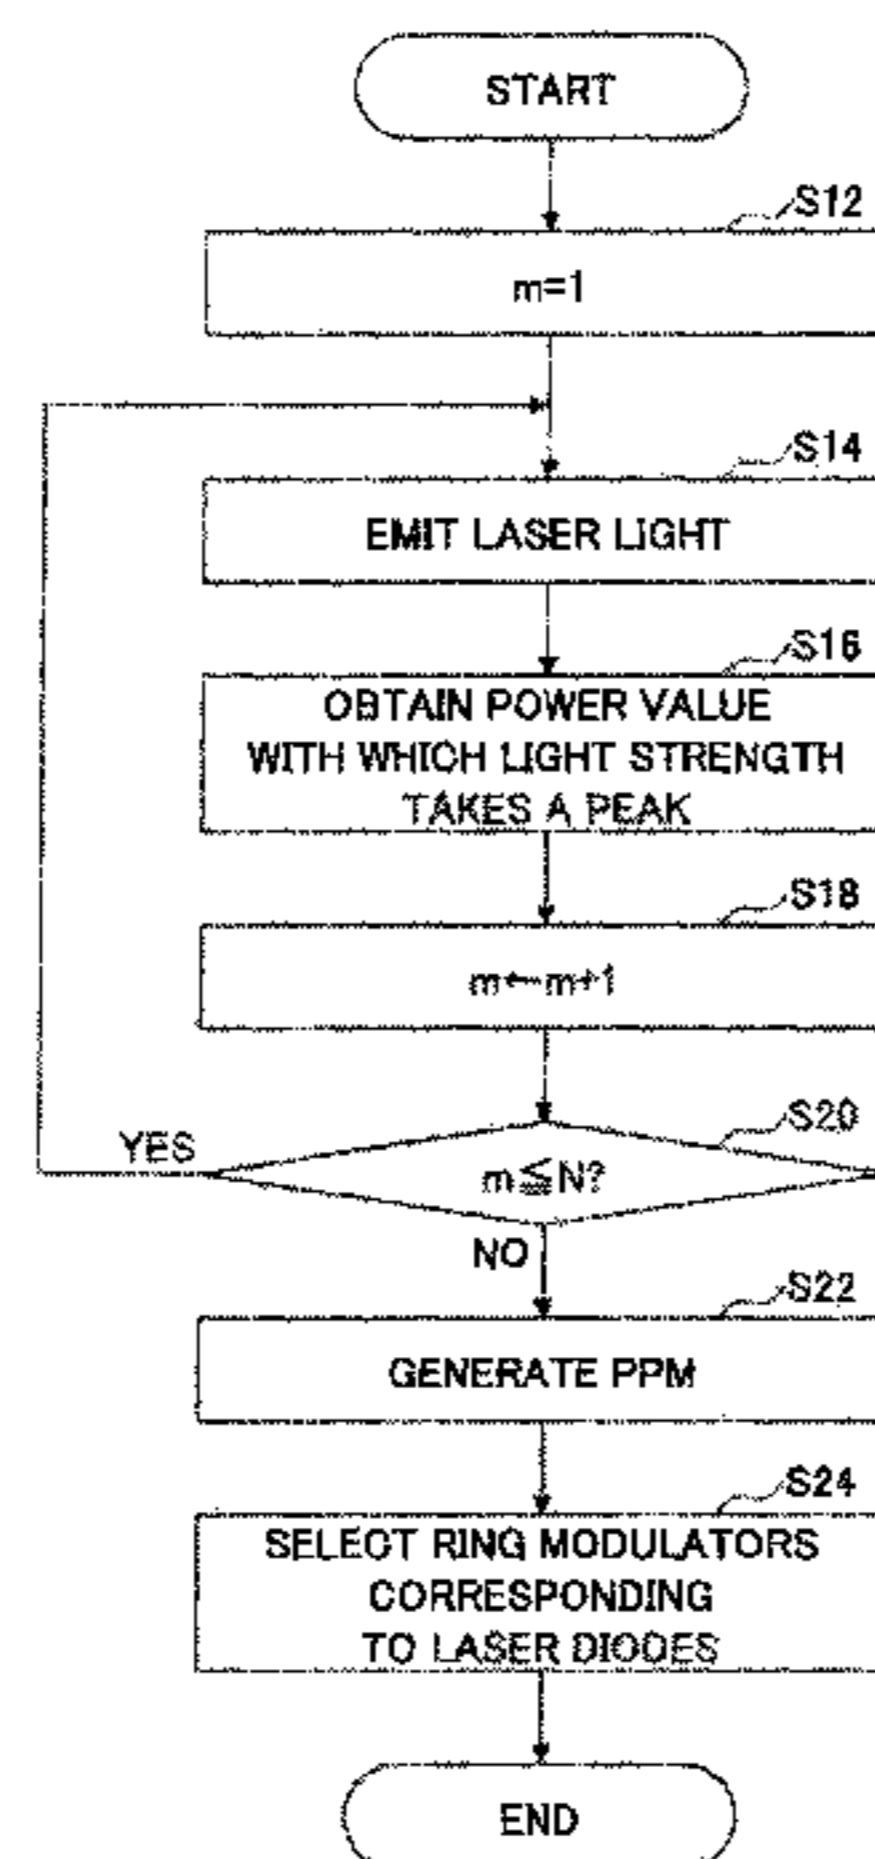 START
S12
m=1
S14
EMIT LASER LIGHT
S16
OBTAIN POWER VALUE
WITH WHICH LIGHT STRENGTH
TAKES A PEAK
S18
m←m+1
S20
YES
m≦N?
NO
S22
GENERATE PPM
S24
SELECT RING MODULATORS
CORRESPONDING
TO LASER DIODES
END